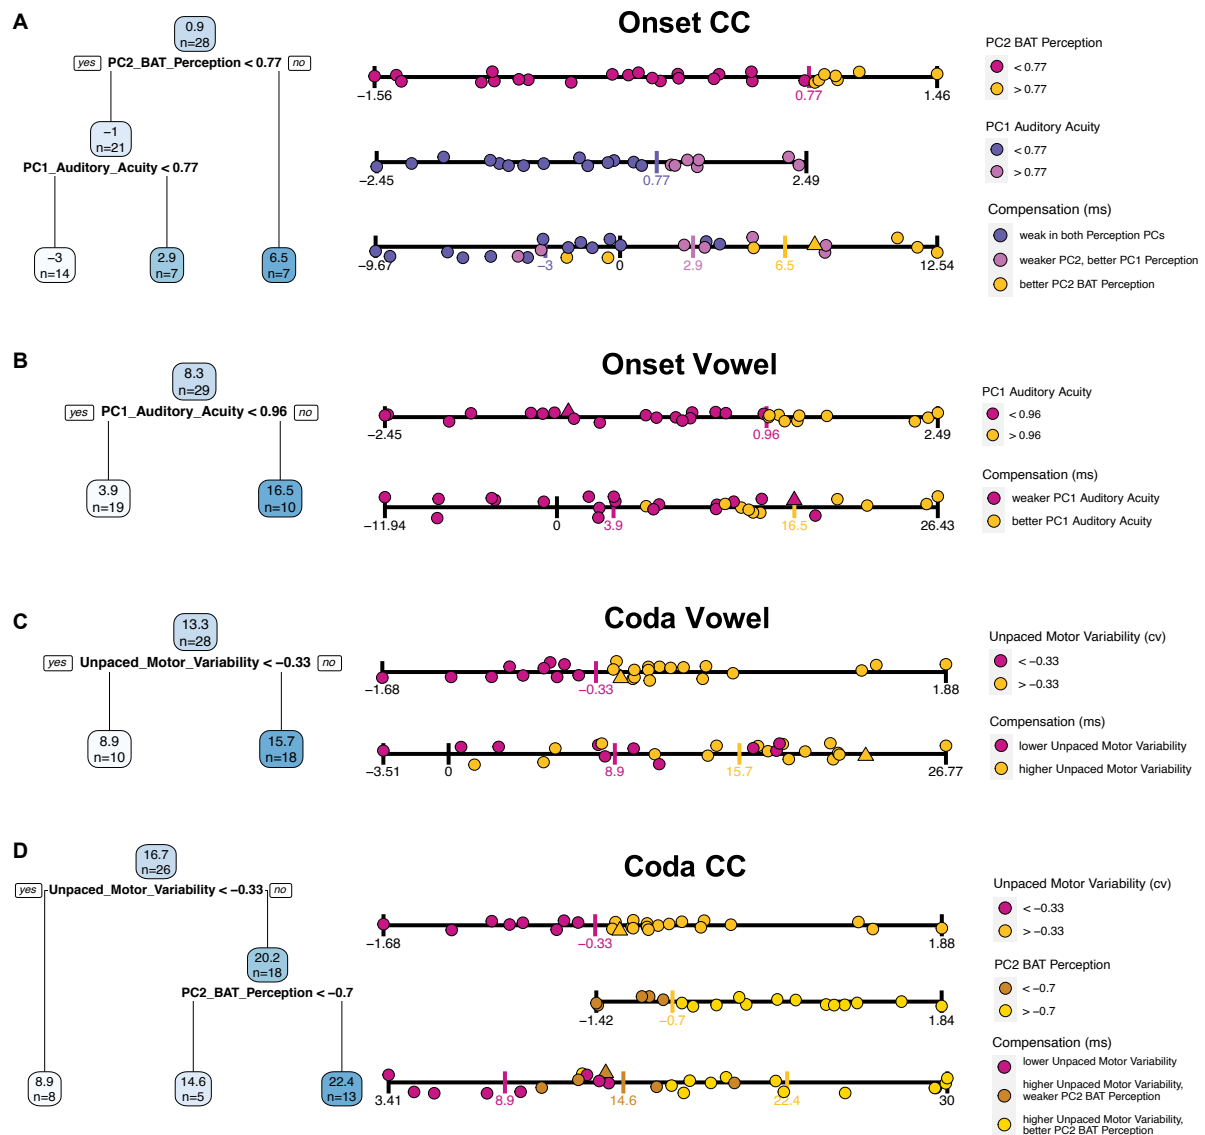 A
Onset CC
0.9
n=28
yes PC2_BAT_Perception < 0.77 no
−1
n=21
PC1_Auditory_Acuity < 0.77
−3
n=14
2.9
n=7
6.5
n=7
−1.56
0.77
1.46
−2.45
0.77
2.49
−9.67
−3
0
2.9
6.5
12.54
PC2 BAT Perception
< 0.77
> 0.77
PC1 Auditory Acuity
< 0.77
> 0.77
Compensation (ms)
weak in both Perception PCs
weaker PC2, better PC1 Perception
better PC2 BAT Perception
B
Onset Vowel
8.3
n=29
yes PC1_Auditory_Acuity < 0.96 no
3.9
n=19
16.5
n=10
−2.45
0.96
2.49
−11.94
0
3.9
16.5
26.43
PC1 Auditory Acuity
< 0.96
> 0.96
Compensation (ms)
weaker PC1 Auditory Acuity
better PC1 Auditory Acuity
C
Coda Vowel
13.3
n=28
yes Unpaced_Motor_Variability < −0.33 no
8.9
n=10
15.7
n=18
−1.68
−0.33
1.88
−3.51
0
8.9
15.7
26.77
Unpaced Motor Variability (cv)
< −0.33
> −0.33
Compensation (ms)
lower Unpaced Motor Variability
higher Unpaced Motor Variability
D
Coda CC
16.7
n=26
yes Unpaced_Motor_Variability < −0.33 no
20.2
n=18
PC2_BAT_Perception < −0.7
8.9
n=8
14.6
n=5
22.4
n=13
−1.68
−0.33
1.88
−1.42
−0.7
1.84
3.41
8.9
14.6
22.4
30
Unpaced Motor Variability (cv)
< −0.33
> −0.33
PC2 BAT Perception
< −0.7
> −0.7
Compensation (ms)
lower Unpaced Motor Variability
higher Unpaced Motor Variability,
weaker PC2 BAT Perception
higher Unpaced Motor Variability,
better PC2 BAT Perception